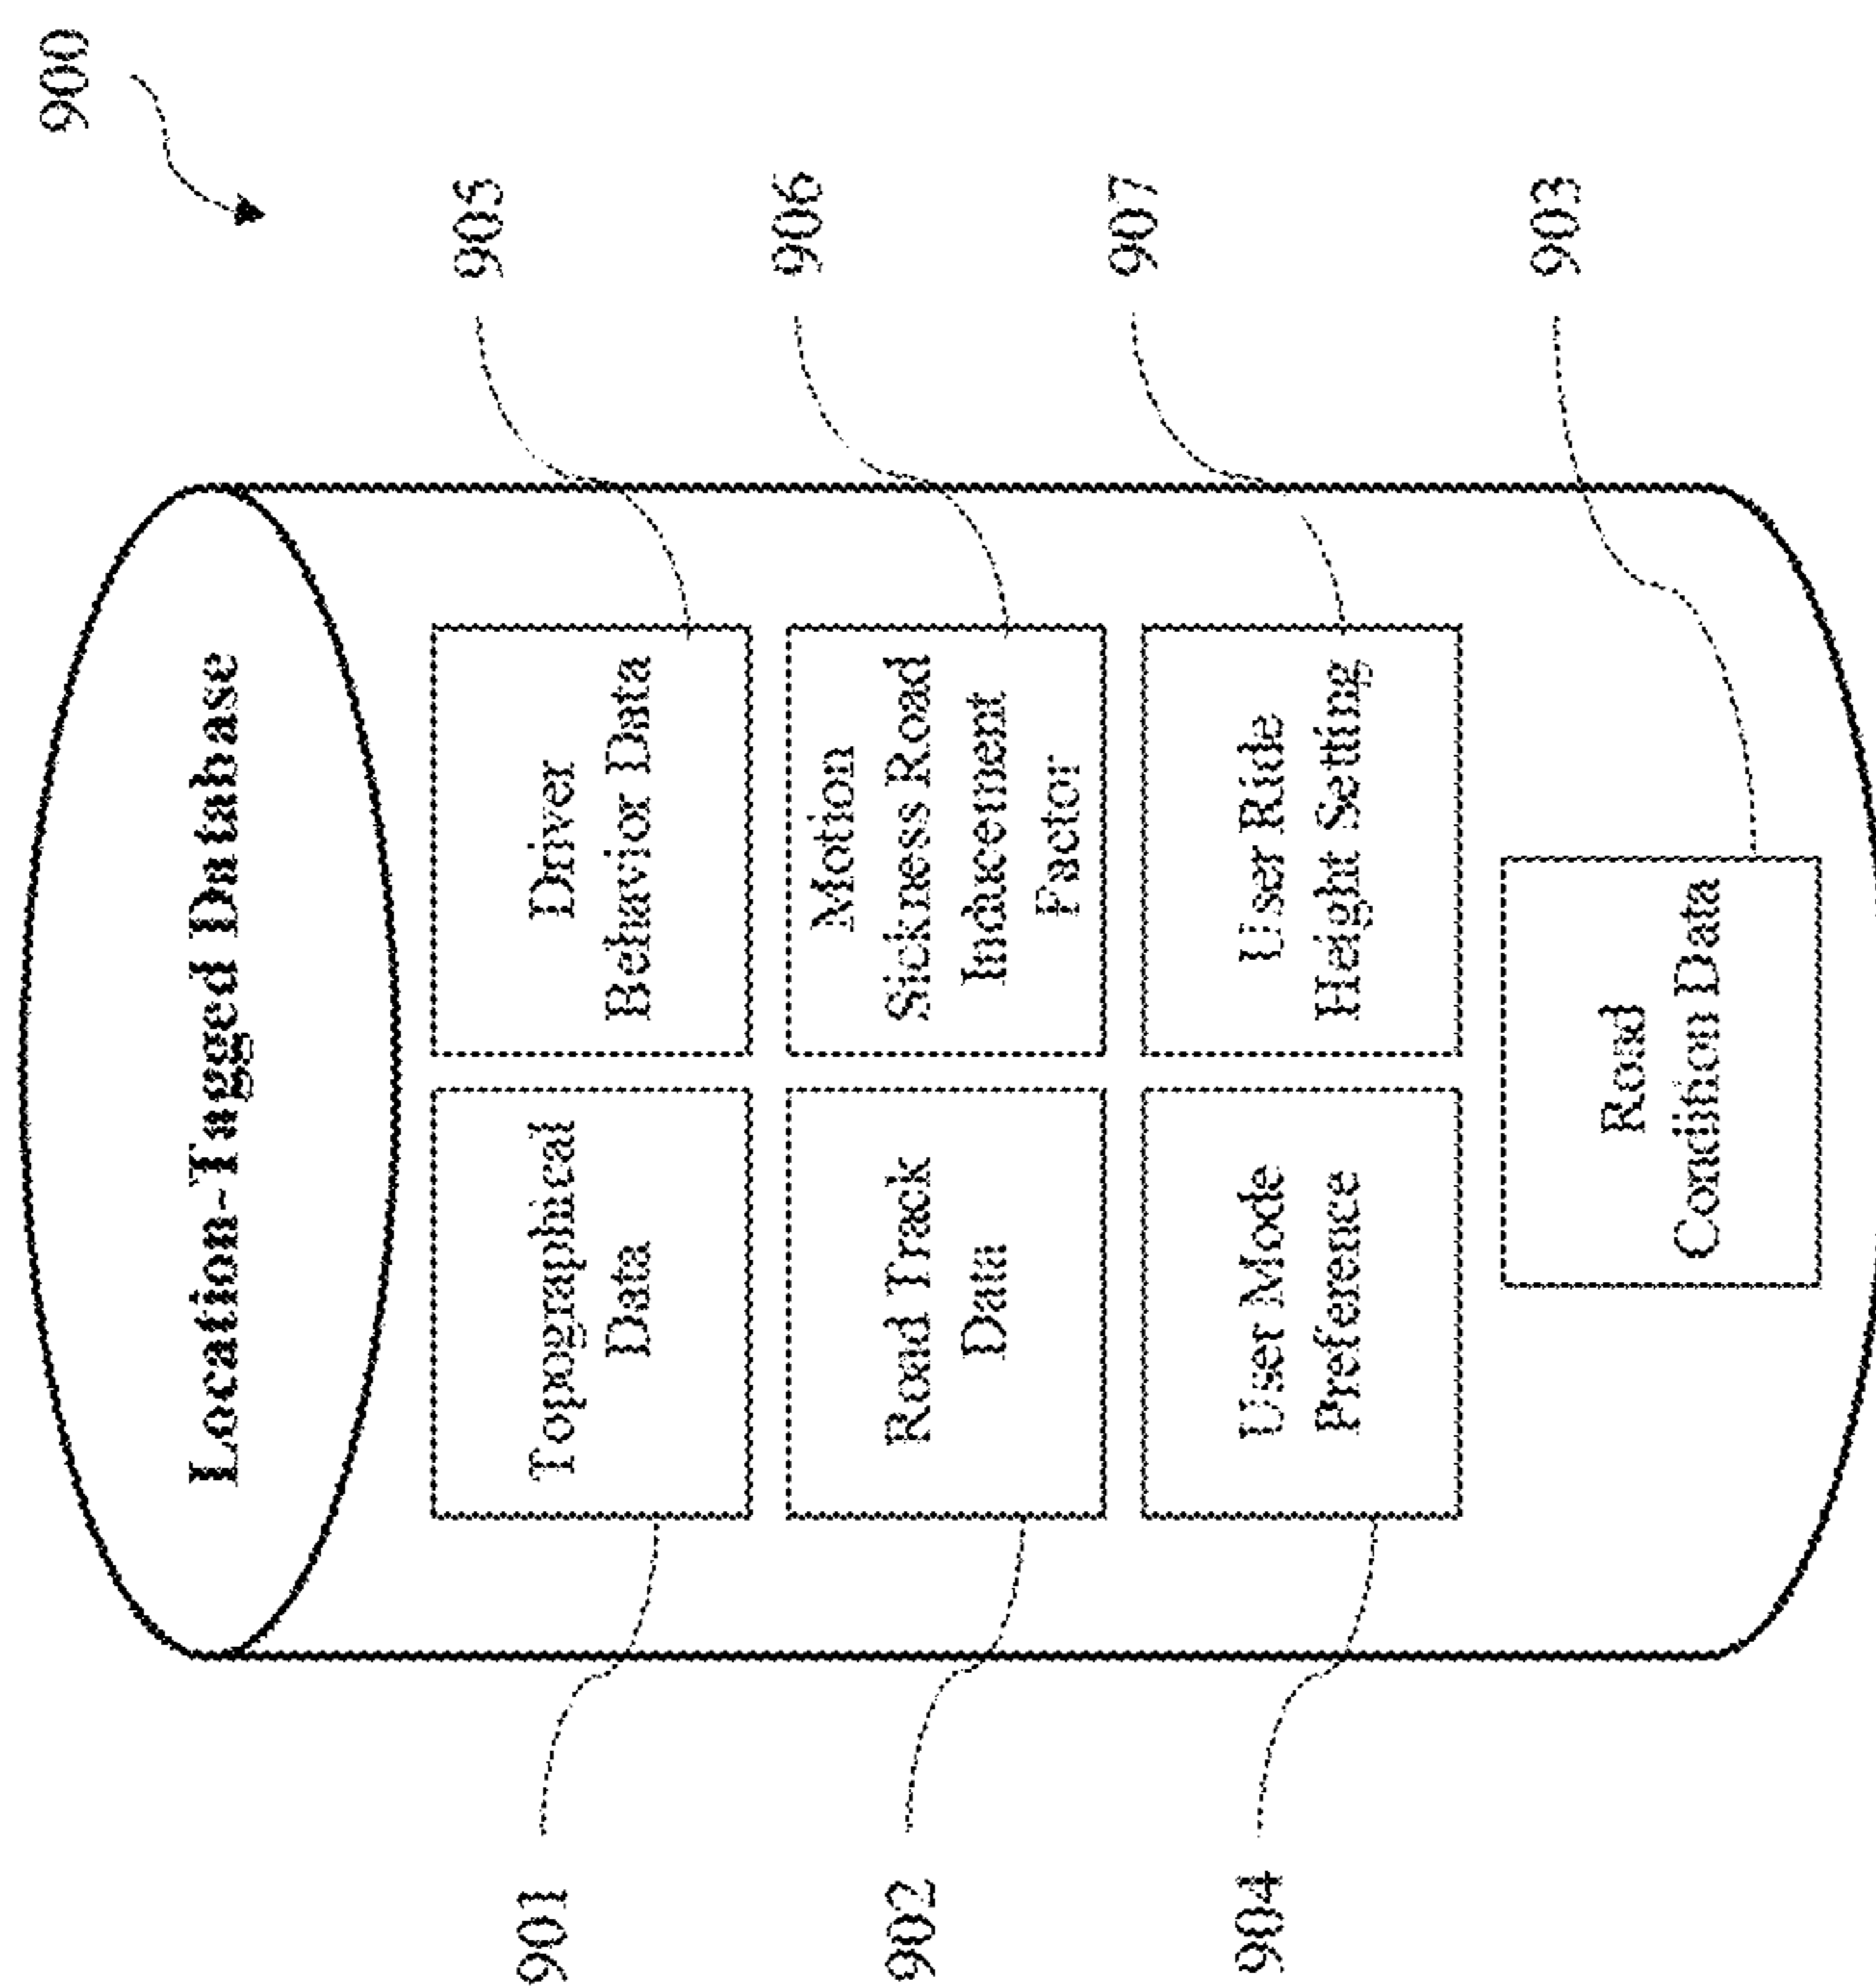 900
Location-Tagged Database
901
Topographical
Data
Driver
Behavior Data
905
902
Road Track
Data
Motion
Sickness Road
Inducement
Factor
906
904
User Mode
Preference
User Ride
Height Setting
907
Road
Condition Data
903